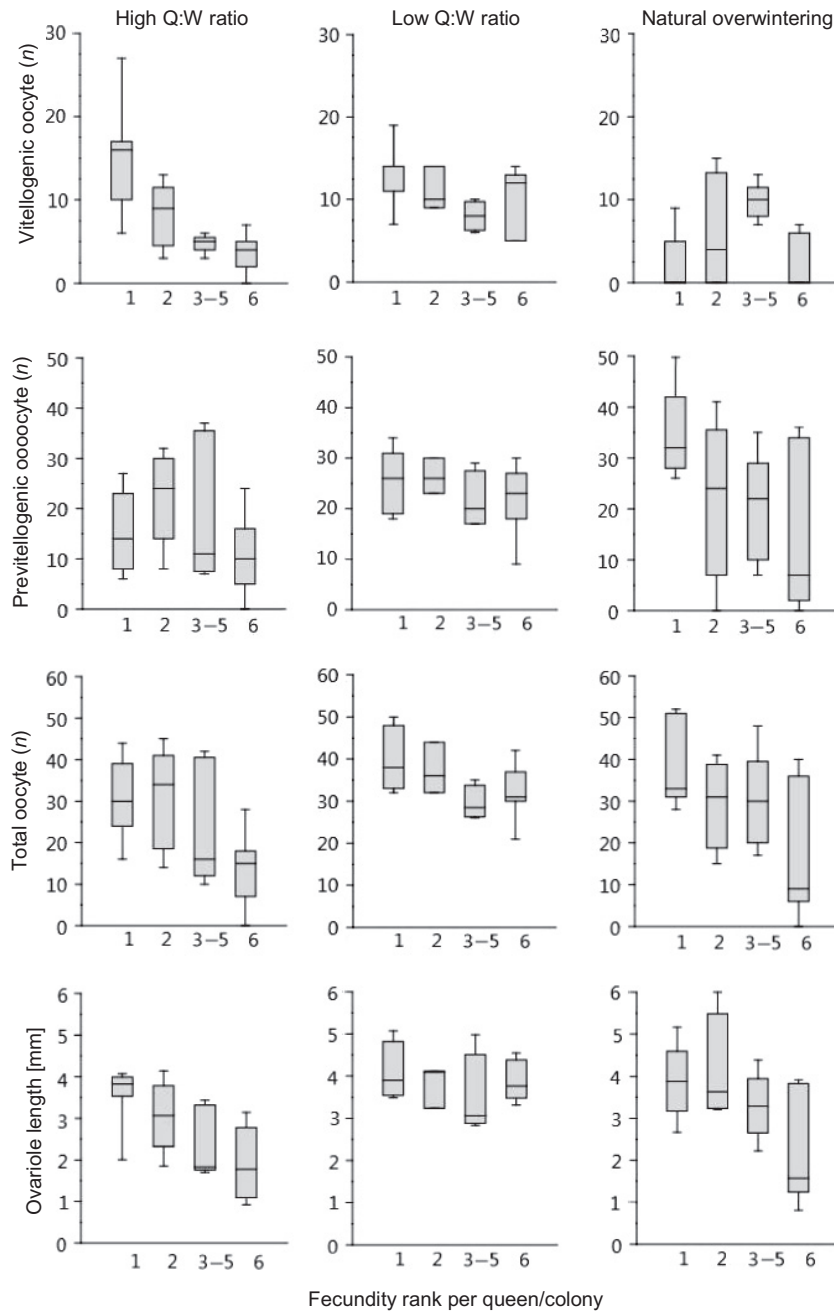 High Q:W ratio Low Q:W ratio Natural overwintering
Vitellogenic oocyte (n)
30 30 30
20 20 20
10 10 10
0 0 0
1 2 3–5 6 1 2 3–5 6 1 2 3–5 6
Previtellogenic oooocyte (n)
50 50 50
40 40 40
30 30 30
20 20 20
10 10 10
0 0 0
1 2 3–5 6 1 2 3–5 6 1 2 3–5 6
Total oocyte (n)
60 60 60
50 50 50
40 40 40
30 30 30
20 20 20
10 10 10
0 0 0
1 2 3–5 6 1 2 3–5 6 1 2 3–5 6
Ovariole length [mm]
6 6 6
5 5 5
4 4 4
3 3 3
2 2 2
1 1 1
0 0 0
1 2 3–5 6 1 2 3–5 6 1 2 3–5 6
Fecundity rank per queen/colony